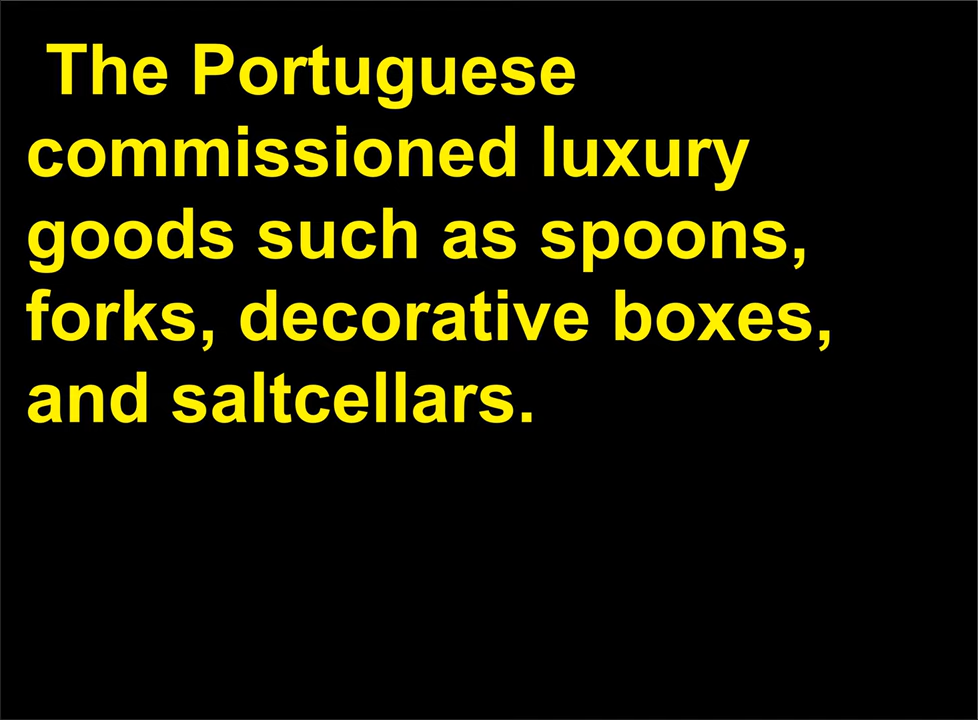 The Portuguese
commissioned luxury
goods such as spoons,
forks, decorative boxes,
and saltcellars.